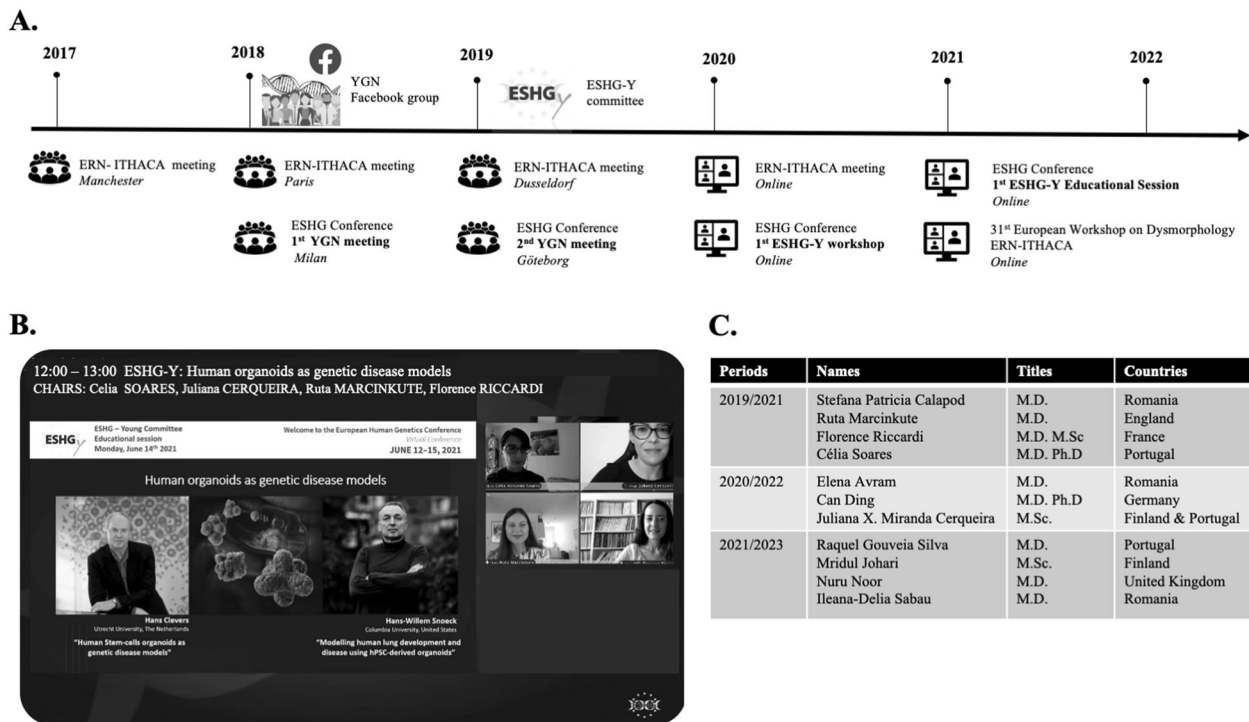 A.
2017
2018
2019
2020
2021
2022
YGN
Facebook group
ESHGy
ESHG-Y
committee
ERN- ITHACA meeting
Manchester
ERN-ITHACA meeting
Paris
ERN-ITHACA meeting
Dusseldorf
ERN-ITHACA meeting
Online
ESHG Conference
1st ESHG-Y Educational Session
Online
ESHG Conference
1st YGN meeting
Milan
ESHG Conference
2nd YGN meeting
Göteborg
ESHG Conference
1st ESHG-Y workshop
Online
31st European Workshop on Dysmorphology
ERN-ITHACA
Online
B.
12:00 – 13:00 ESHG-Y: Human organoids as genetic disease models
CHAIRS: Celia SOARES, Juliana CERQUEIRA, Ruta MARCINKUTE, Florence RICCARDI
ESHGy
ESHG – Young Committee
Educational session
Monday, June 14th 2021
Welcome to the European Human Genetics Conference
Virtual Conference
JUNE 12–15, 2021
Human organoids as genetic disease models
Hans Clevers
Utrecht University, The Netherlands
"Human Stem-cells organoids as
genetic disease models"
Hans-Willem Snoeck
Columbia University, United States
"Modelling human lung development and
disease using hPSC-derived organoids"
C.
Periods Names Titles Countries
2019/2021 Stefana Patricia Calapod M.D. Romania
Ruta Marcinkute M.D. England
Florence Riccardi M.D. M.Sc France
Célia Soares M.D. Ph.D Portugal
2020/2022 Elena Avram M.D. Romania
Can Ding M.D. Ph.D Germany
Juliana X. Miranda Cerqueira M.Sc. Finland & Portugal
2021/2023 Raquel Gouveia Silva M.D. Portugal
Mridul Johari M.Sc. Finland
Nuru Noor M.D. United Kingdom
Ileana-Delia Sabau M.D. Romania